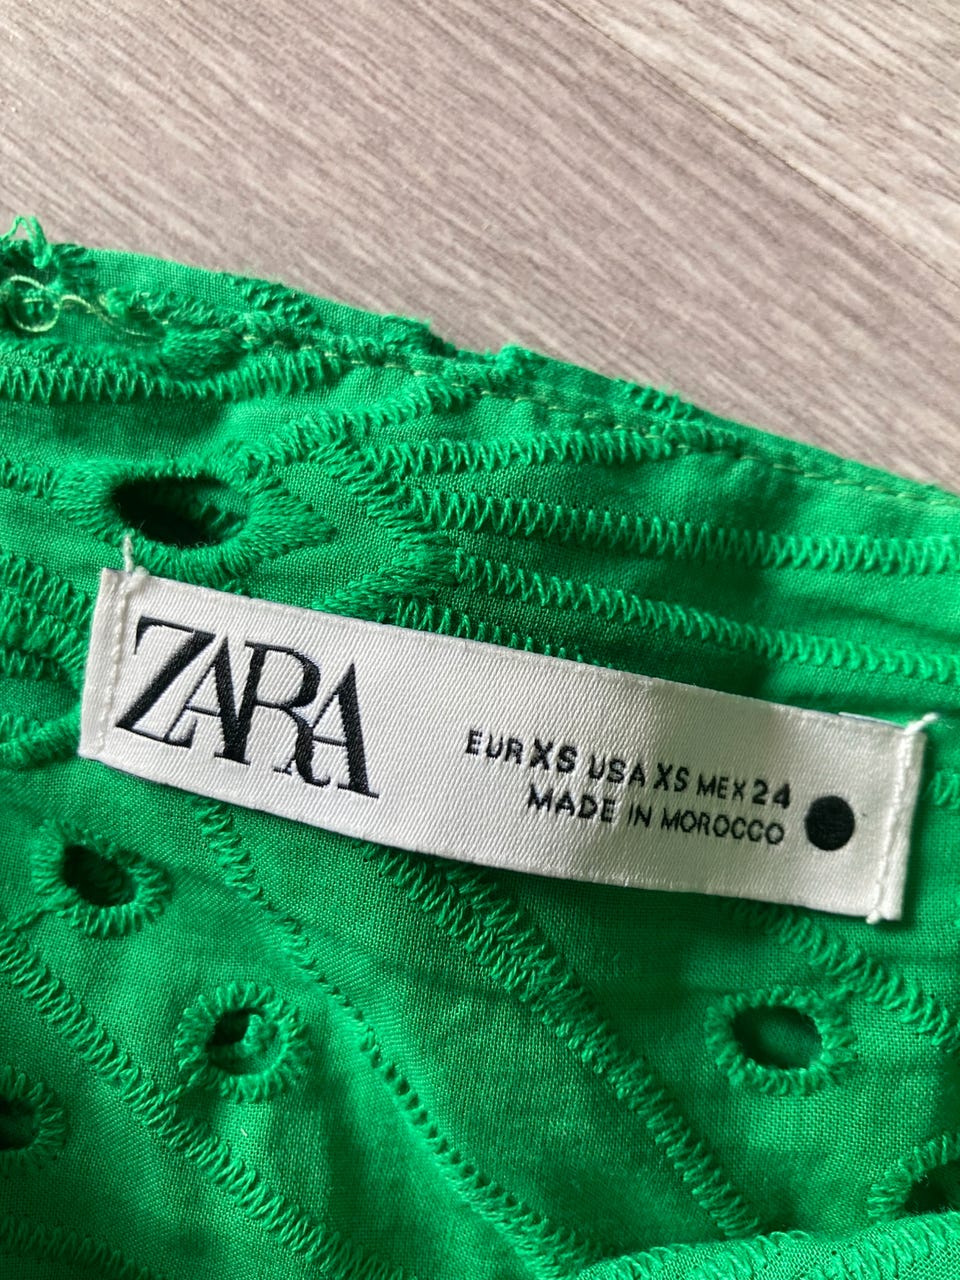 ZARA
EUR XS USA XS MEX 24
MADE IN MOROCCO